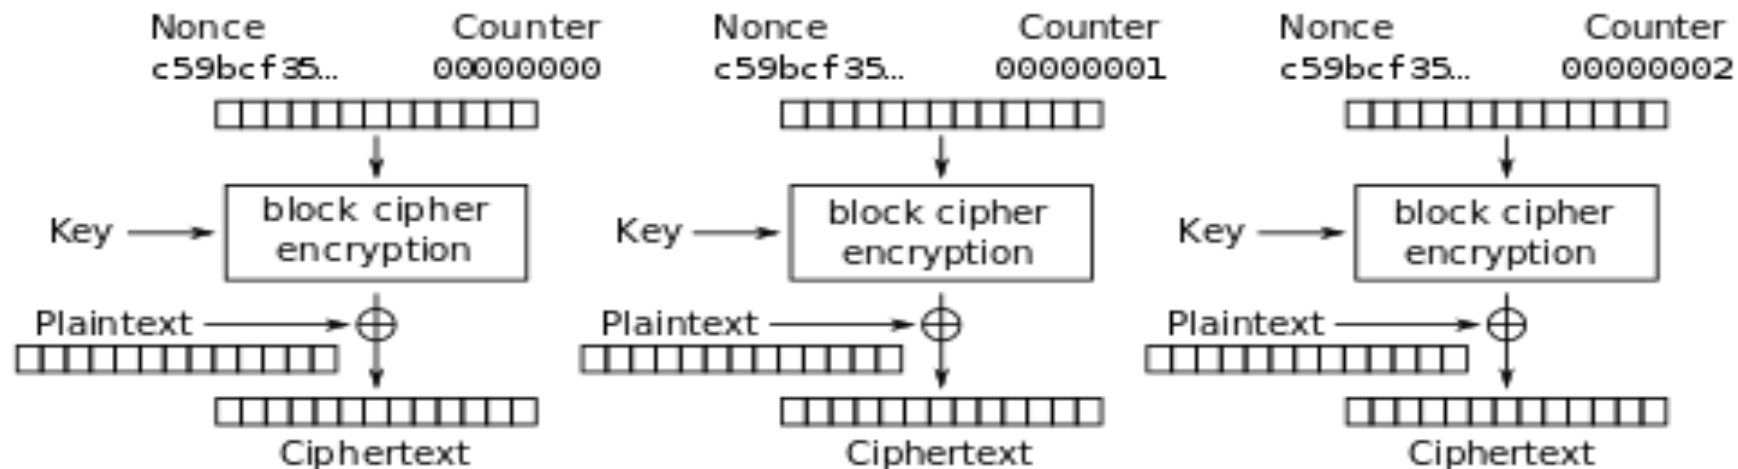 Nonce Counter Nonce Counter Nonce Counter
c59bcf35… 00000000 c59bcf35… 00000001 c59bcf35… 00000002
block cipher encryption block cipher encryption block cipher encryption
Key Key Key
Plaintext Plaintext Plaintext
Ciphertext Ciphertext Ciphertext